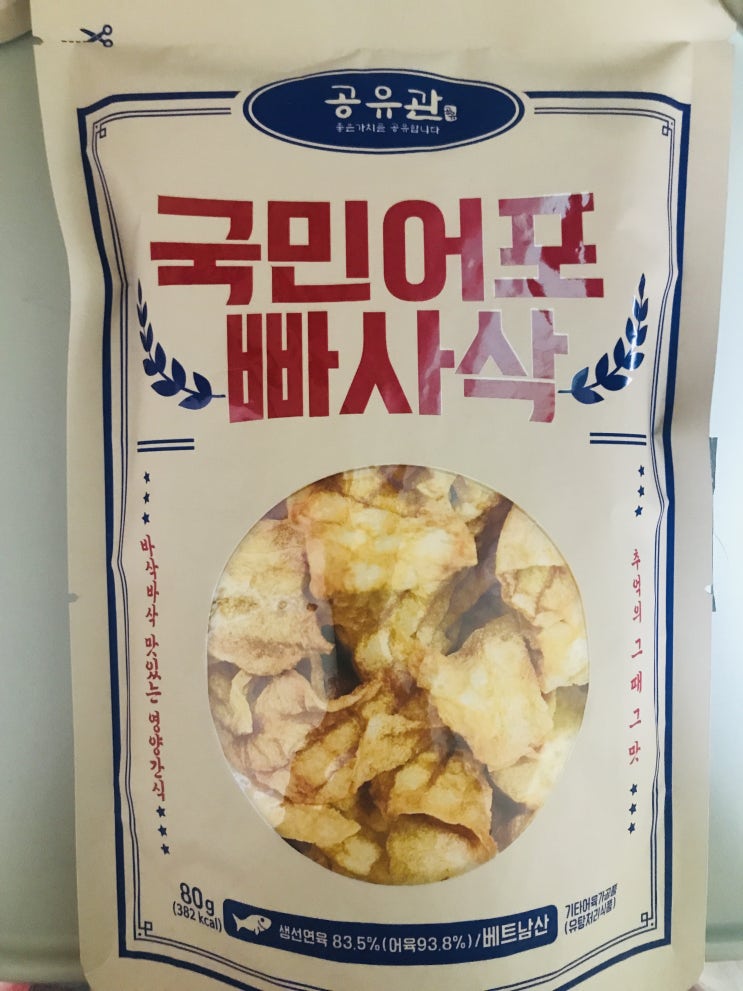 공유관
좋은가치를 공유합니다
국민어포
빠사삭
바삭바삭 맛있는 영양간식
추억의 그때그맛
80g
(382 kcal)
생선연육 83.5%(어육93.8%)/베트남산
기타어육가공품
(유탕처리식품)